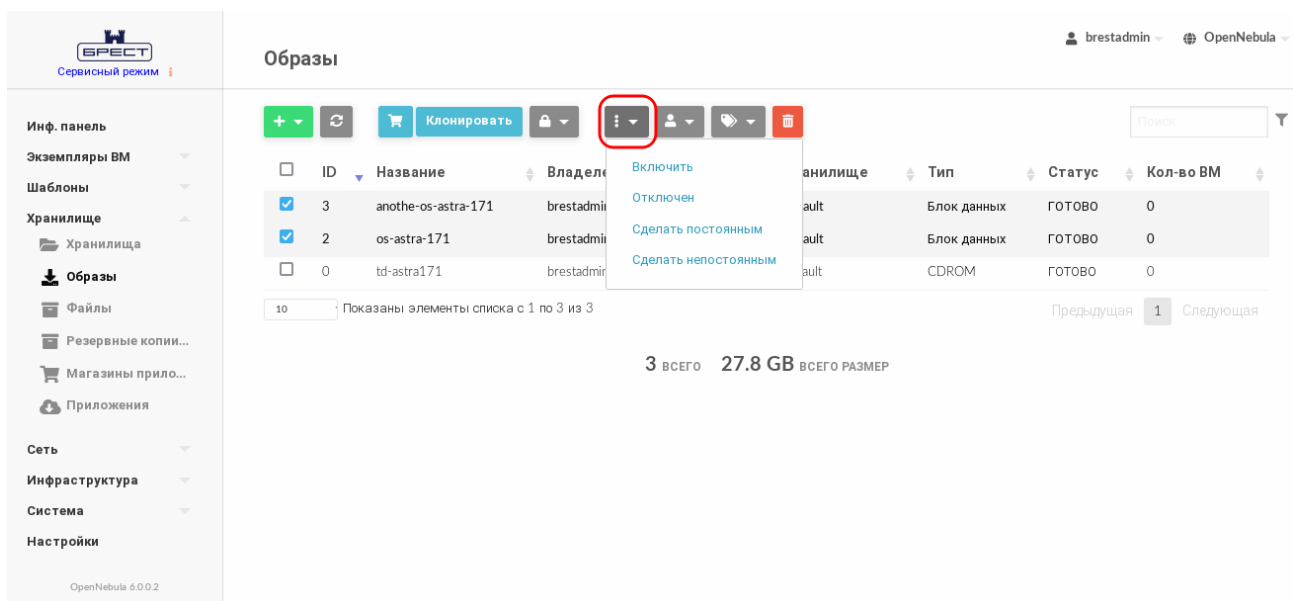 БРЕСТ
Сервисный режим i
Образы
brestadmin
OpenNebula
Клонировать
Поиск
Инф. панель
Экземпляры ВМ
Шаблоны
Хранилище
Хранилища
Образы
Файлы
Резервные копии...
Магазины прило...
Приложения
Сеть
Инфраструктура
Система
Настройки
OpenNebula 6.0.0.2
ID Название Владеле анилище Тип Статус Кол-во ВМ
3 anothe-os-astra-171 brestadmi ault Блок данных ГОТОВО 0
2 os-astra-171 brestadmi ault Блок данных ГОТОВО 0
0 td-astra171 brestadmin ault CDROM ГОТОВО 0
Включить
Отключен
Сделать постоянным
Сделать непостоянным
10 Показаны элементы списка с 1 по 3 из 3
Предыдущая 1 Следующая
3 ВСЕГО 27.8 GB ВСЕГО РАЗМЕР